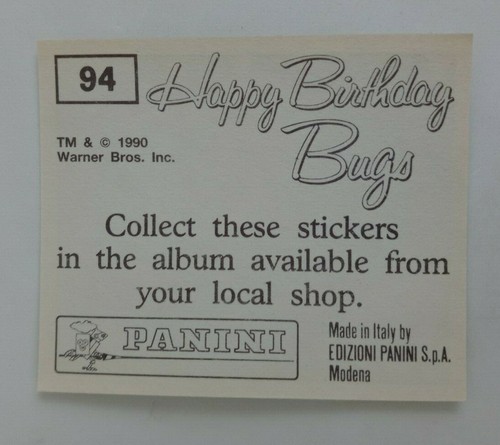 94
Happy Birthday
Bugs
TM & © 1990
Warner Bros. Inc.
Collect these stickers
in the album available from
your local shop.
PANINI
Made in Italy by
EDIZIONI PANINI S.p.A.
Modena